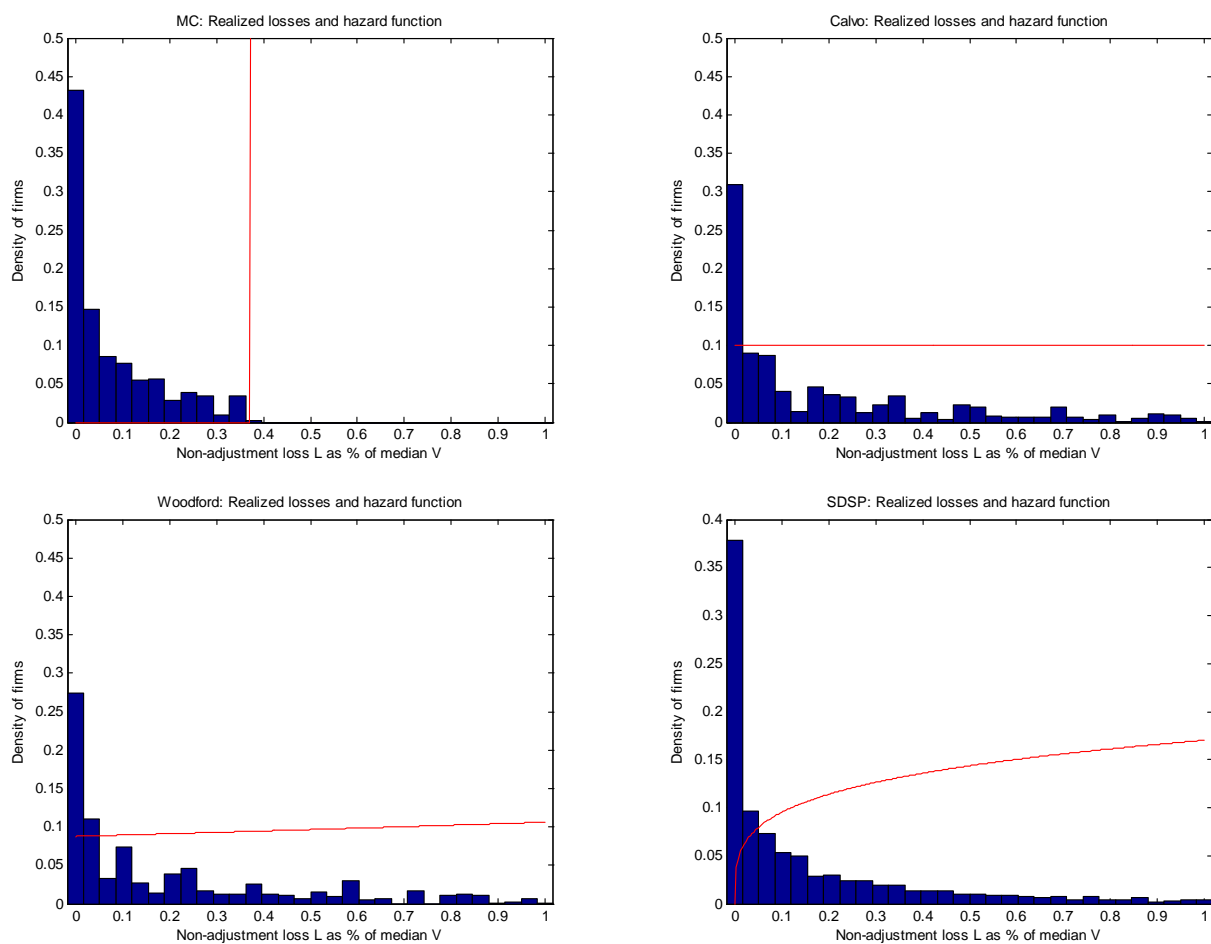 MC: Realized losses and hazard function
0.5
0.45
0.4
0.35
0.3
0.25
0.2
0.15
0.1
0.05
0
Density of firms
0 0.1 0.2 0.3 0.4 0.5 0.6 0.7 0.8 0.9 1
Non-adjustment loss L as % of median V
Calvo: Realized losses and hazard function
0.5
0.45
0.4
0.35
0.3
0.25
0.2
0.15
0.1
0.05
0
Density of firms
0 0.1 0.2 0.3 0.4 0.5 0.6 0.7 0.8 0.9 1
Non-adjustment loss L as % of median V
Woodford: Realized losses and hazard function
0.5
0.45
0.4
0.35
0.3
0.25
0.2
0.15
0.1
0.05
0
Density of firms
0 0.1 0.2 0.3 0.4 0.5 0.6 0.7 0.8 0.9 1
Non-adjustment loss L as % of median V
SDSP: Realized losses and hazard function
0.4
0.35
0.3
0.25
0.2
0.15
0.1
0.05
0
Density of firms
0 0.1 0.2 0.3 0.4 0.5 0.6 0.7 0.8 0.9 1
Non-adjustment loss L as % of median V